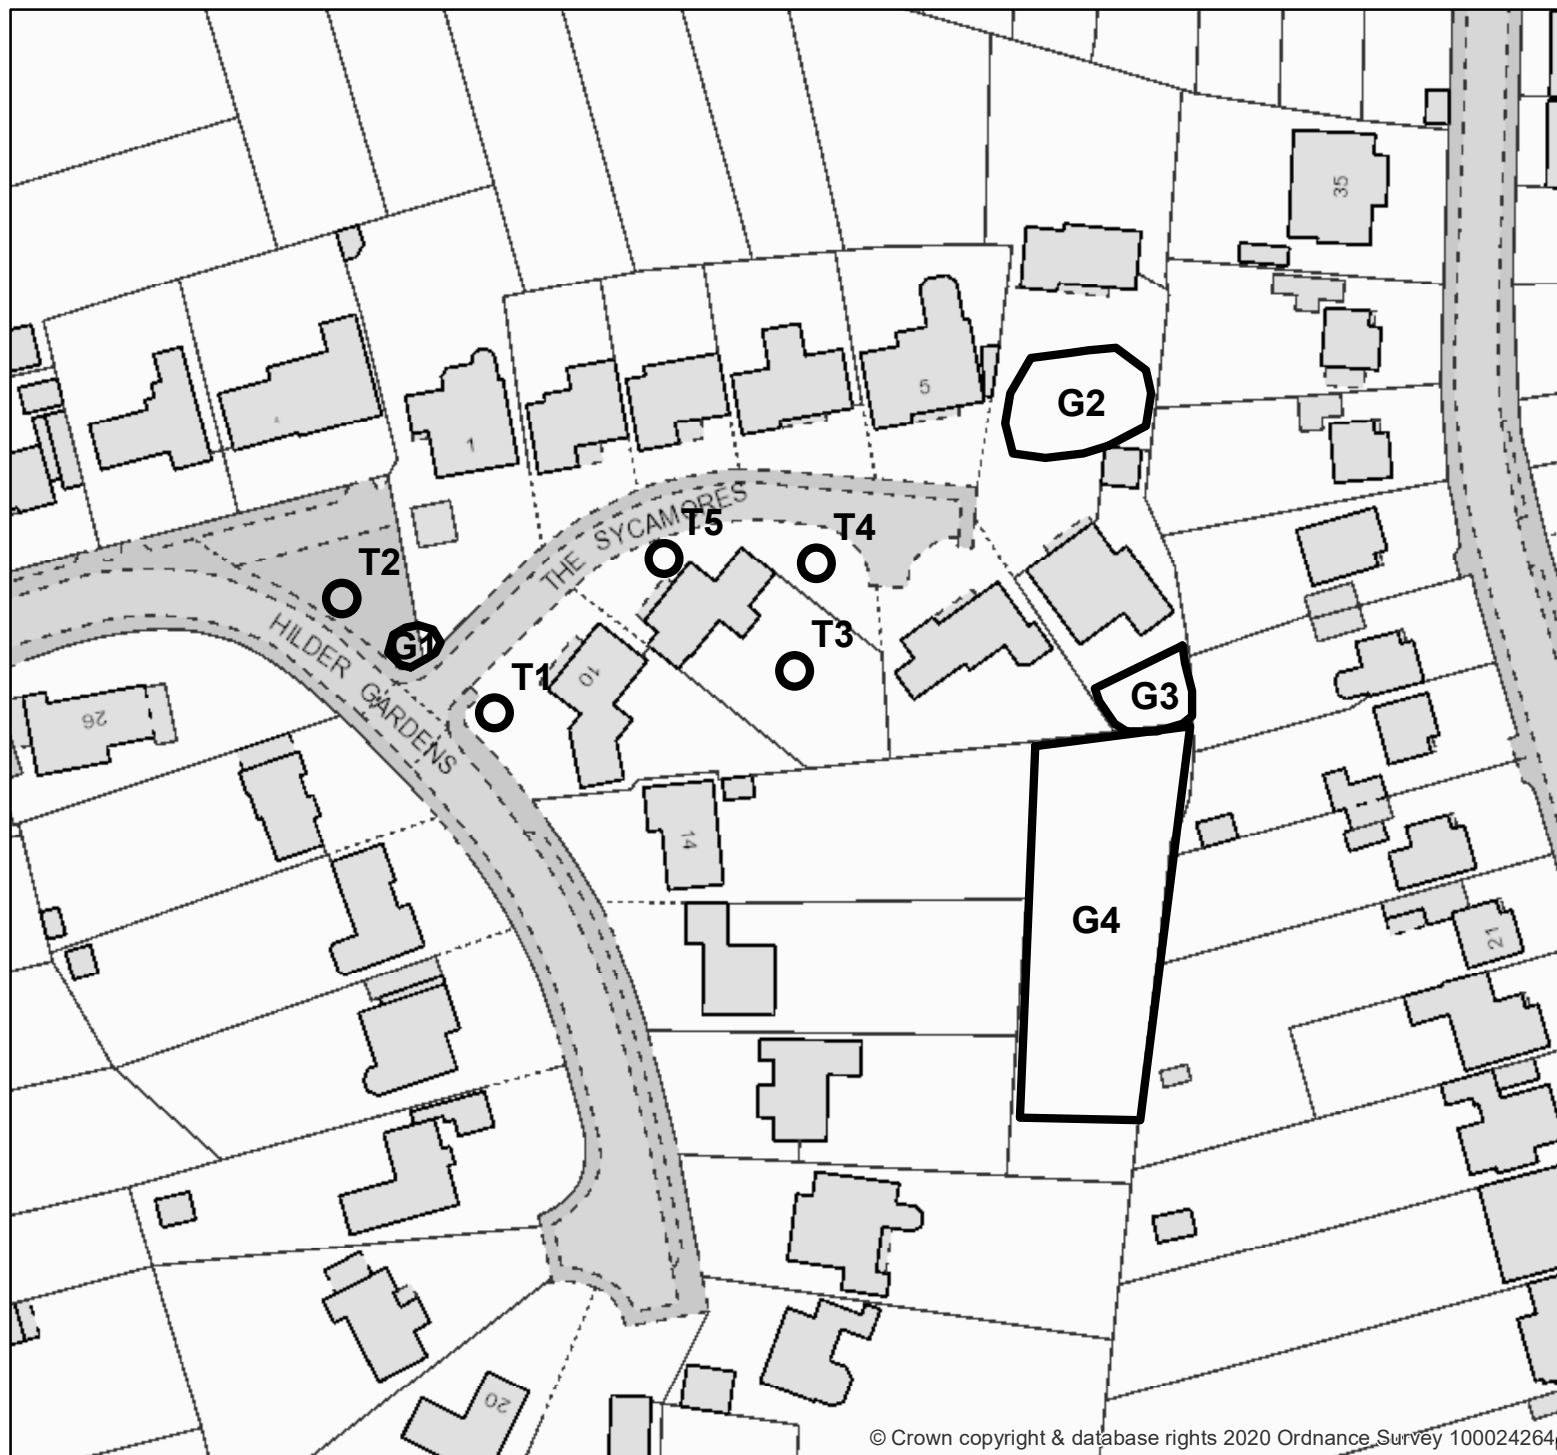 35
G2
5
1
THE SYCAMORES
T5
T4
T2
HILDER GARDENS
G1
T3
T1
10
G3
26
14
G4
21
20
© Crown copyright & database rights 2020 Ordnance Survey 100024264